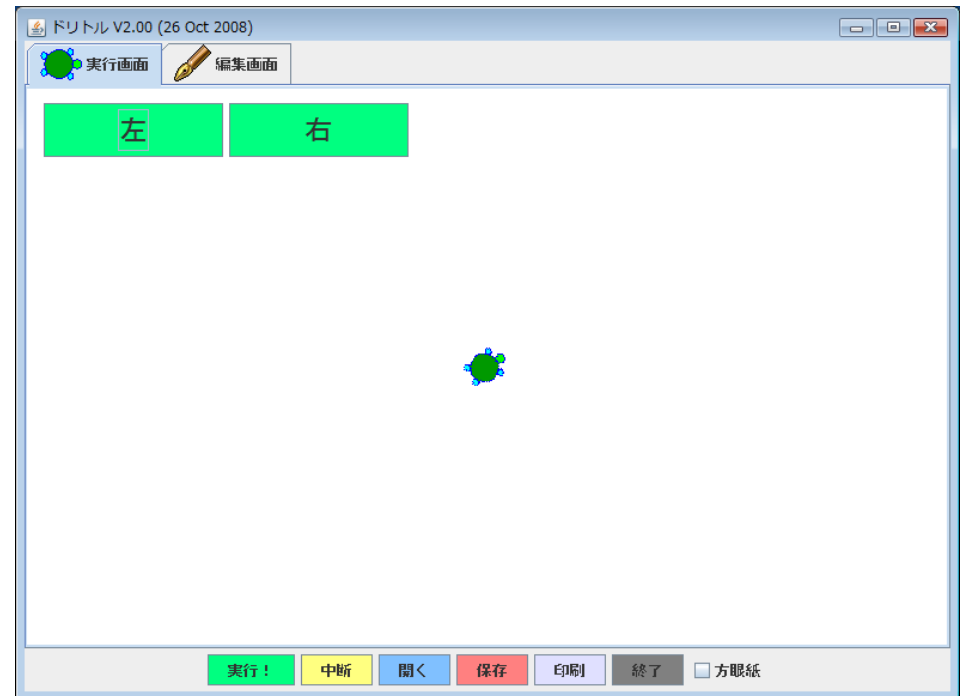 ドリトル V2.00 (26 Oct 2008)
実行画面 編集画面
左 右
実行! 中断 開く 保存 印刷 終了 方眼紙